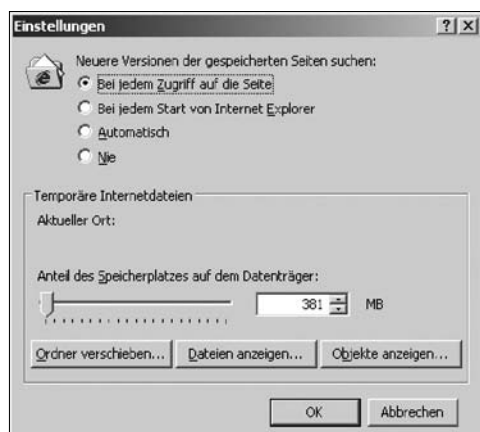 Einstellungen
Neuere Versionen der gespeicherten Seiten suchen:
Bei jedem Zugriff auf die Seite
Bei jedem Start von Internet Explorer
Automatisch
Nie
Temporäre Internetdateien
Aktueller Ort:
Anteil des Speicherplatzes auf dem Datenträger:
381 MB
Ordner verschieben... Dateien anzeigen... Objekte anzeigen...
OK Abbrechen